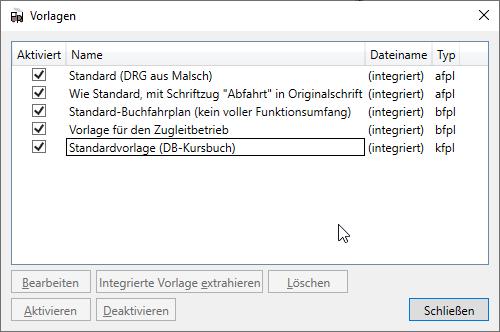 Vorlagen
Aktiviert Name Dateiname Typ
Standard (DRG aus Malsch) (integriert) afpl
Wie Standard, mit Schriftzug "Abfahrt" in Originalschrift (integriert) afpl
Standard-Buchfahrplan (kein voller Funktionsumfang) (integriert) bfpl
Vorlage für den Zugleitbetrieb (integriert) bfpl
Standardvorlage (DB-Kursbuch) (integriert) kfpl
Bearbeiten Integrierte Vorlage extrahieren Löschen
Aktivieren Deaktivieren Schließen